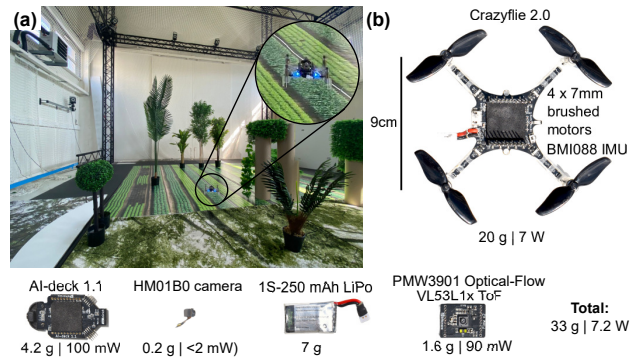 (a)
(b)
Crazyflie 2.0
9cm
4 x 7mm
brushed
motors
BMI088 IMU
20 g | 7 W
AI-deck 1.1
4.2 g | 100 mW
HM01B0 camera
0.2 g | <2 mW)
1S-250 mAh LiPo
7 g
PMW3901 Optical-Flow
VL53L1x ToF
1.6 g | 90 mW
Total:
33 g | 7.2 W